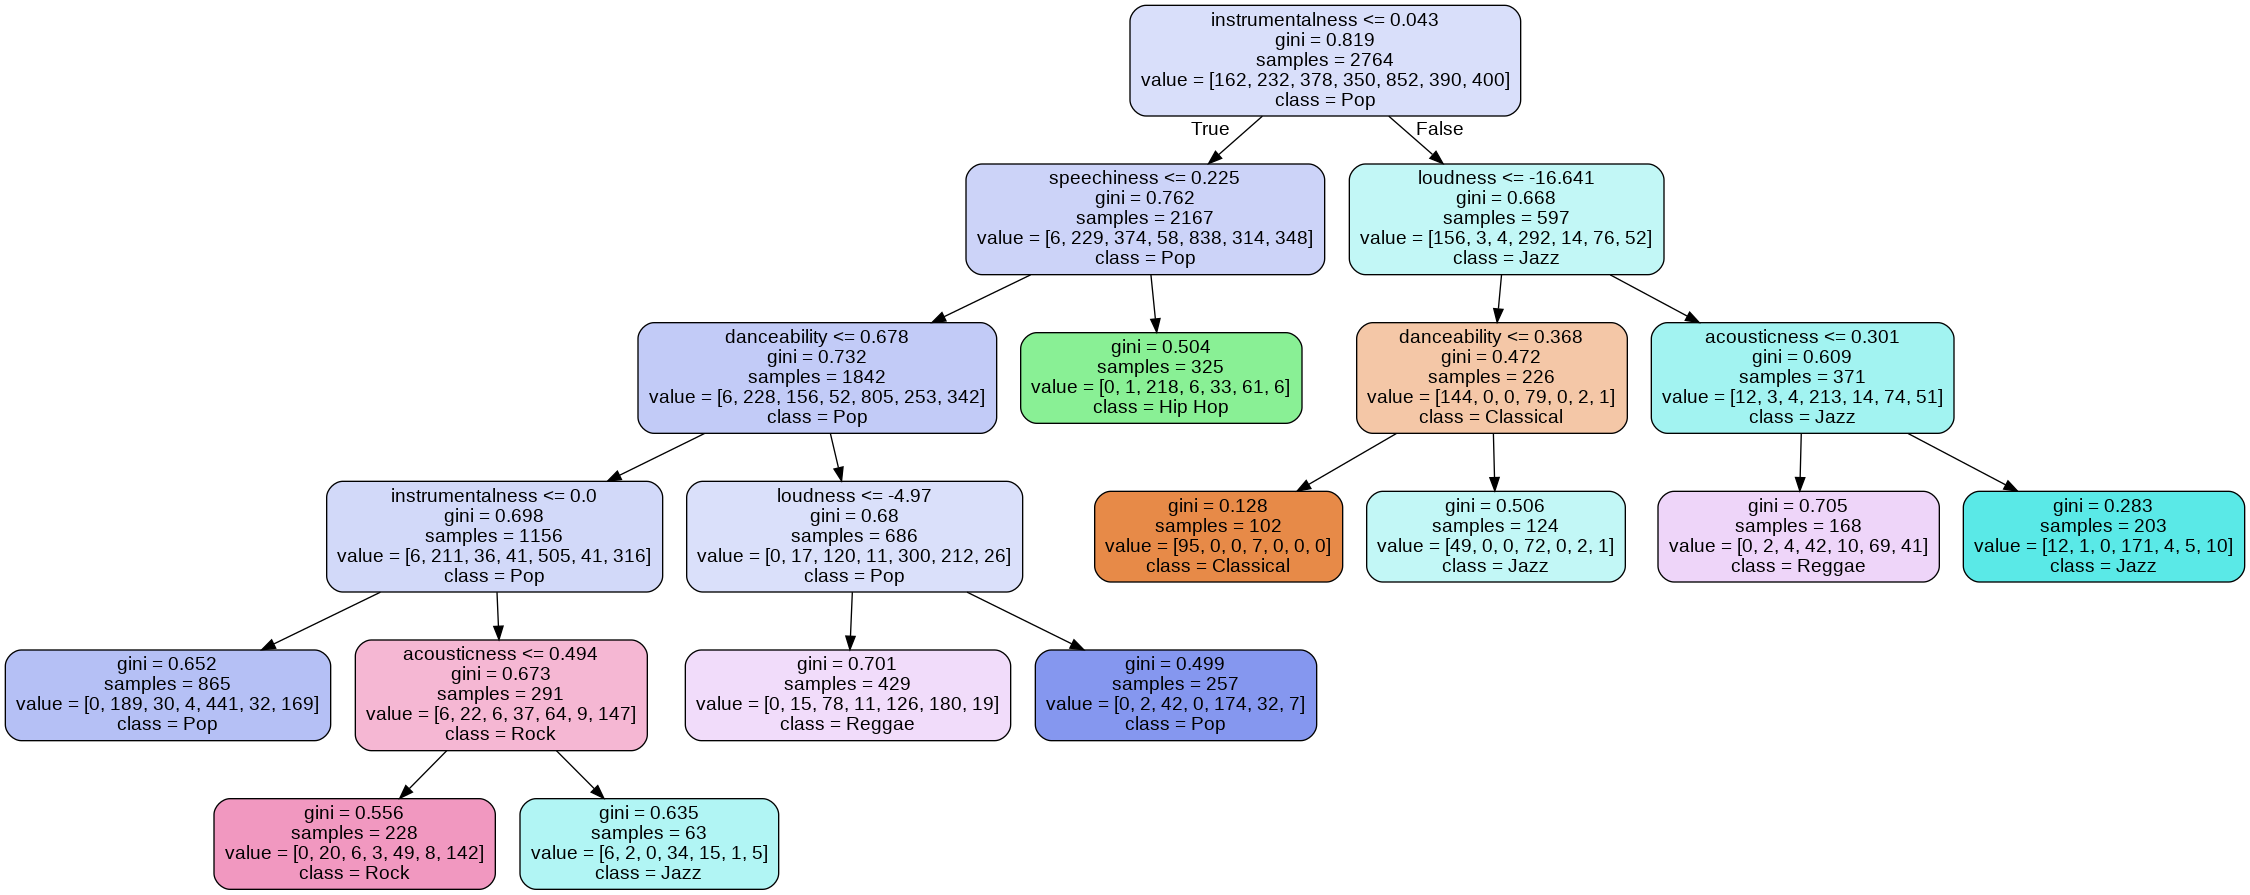 instrumentalness <= 0.043
gini = 0.819
samples = 2764
value = [162, 232, 378, 350, 852, 390, 400]
class = Pop
True
False
speechiness <= 0.225
gini = 0.762
samples = 2167
value = [6, 229, 374, 58, 838, 314, 348]
class = Pop
loudness <= -16.641
gini = 0.668
samples = 597
value = [156, 3, 4, 292, 14, 76, 52]
class = Jazz
danceability <= 0.678
gini = 0.732
samples = 1842
value = [6, 228, 156, 52, 805, 253, 342]
class = Pop
gini = 0.504
samples = 325
value = [0, 1, 218, 6, 33, 61, 6]
class = Hip Hop
danceability <= 0.368
gini = 0.472
samples = 226
value = [144, 0, 0, 79, 0, 2, 1]
class = Classical
acousticness <= 0.301
gini = 0.609
samples = 371
value = [12, 3, 4, 213, 14, 74, 51]
class = Jazz
instrumentalness <= 0.0
gini = 0.698
samples = 1156
value = [6, 211, 36, 41, 505, 41, 316]
class = Pop
loudness <= -4.97
gini = 0.68
samples = 686
value = [0, 17, 120, 11, 300, 212, 26]
class = Pop
gini = 0.128
samples = 102
value = [95, 0, 0, 7, 0, 0, 0]
class = Classical
gini = 0.506
samples = 124
value = [49, 0, 0, 72, 0, 2, 1]
class = Jazz
gini = 0.705
samples = 168
value = [0, 2, 4, 42, 10, 69, 41]
class = Reggae
gini = 0.283
samples = 203
value = [12, 1, 0, 171, 4, 5, 10]
class = Jazz
gini = 0.652
samples = 865
value = [0, 189, 30, 4, 441, 32, 169]
class = Pop
acousticness <= 0.494
gini = 0.673
samples = 291
value = [6, 22, 6, 37, 64, 9, 147]
class = Rock
gini = 0.701
samples = 429
value = [0, 15, 78, 11, 126, 180, 19]
class = Reggae
gini = 0.499
samples = 257
value = [0, 2, 42, 0, 174, 32, 7]
class = Pop
gini = 0.556
samples = 228
value = [0, 20, 6, 3, 49, 8, 142]
class = Rock
gini = 0.635
samples = 63
value = [6, 2, 0, 34, 15, 1, 5]
class = Jazz